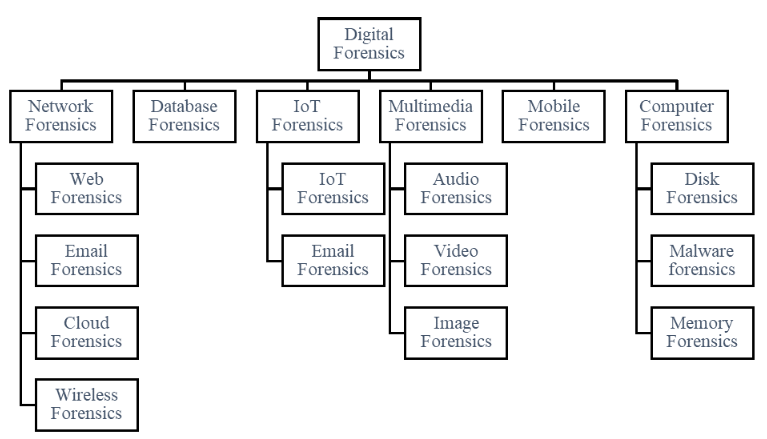 Digital
Forensics
Network
Forensics
Database
Forensics
IoT
Forensics
Multimedia
Forensics
Mobile
Forensics
Computer
Forensics
Web
Forensics
Email
Forensics
Cloud
Forensics
Wireless
Forensics
IoT
Forensics
Email
Forensics
Audio
Forensics
Video
Forensics
Image
Forensics
Disk
Forensics
Malware
forensics
Memory
Forensics